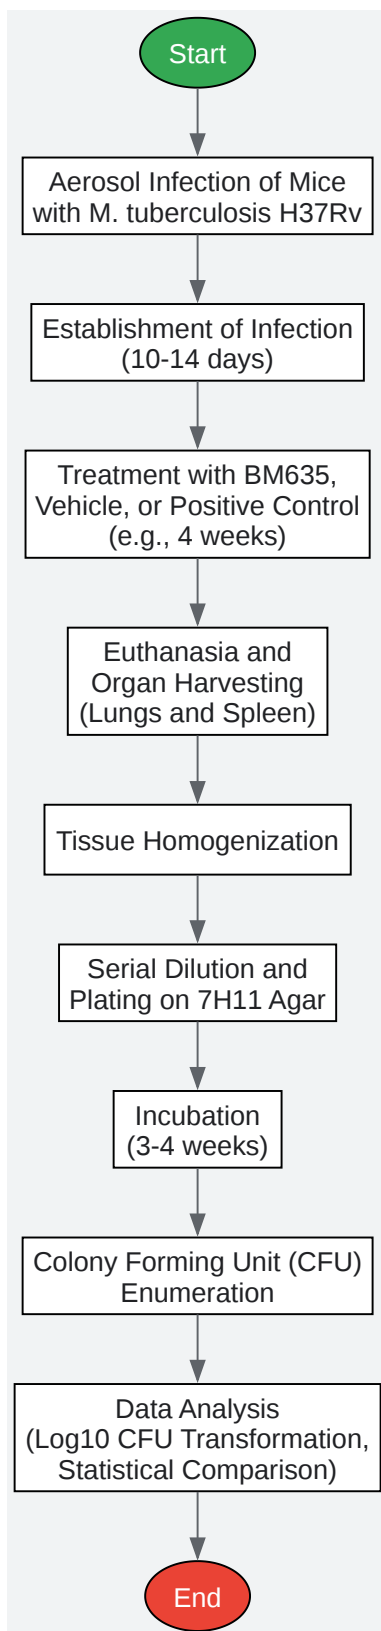 Start
Aerosol Infection of Mice
with M. tuberculosis H37Rv
Establishment of Infection
(10-14 days)
Treatment with BM635,
Vehicle, or Positive Control
(e.g., 4 weeks)
Euthanasia and
Organ Harvesting
(Lungs and Spleen)
Tissue Homogenization
Serial Dilution and
Plating on 7H11 Agar
Incubation
(3-4 weeks)
Colony Forming Unit (CFU)
Enumeration
Data Analysis
(Log10 CFU Transformation,
Statistical Comparison)
End